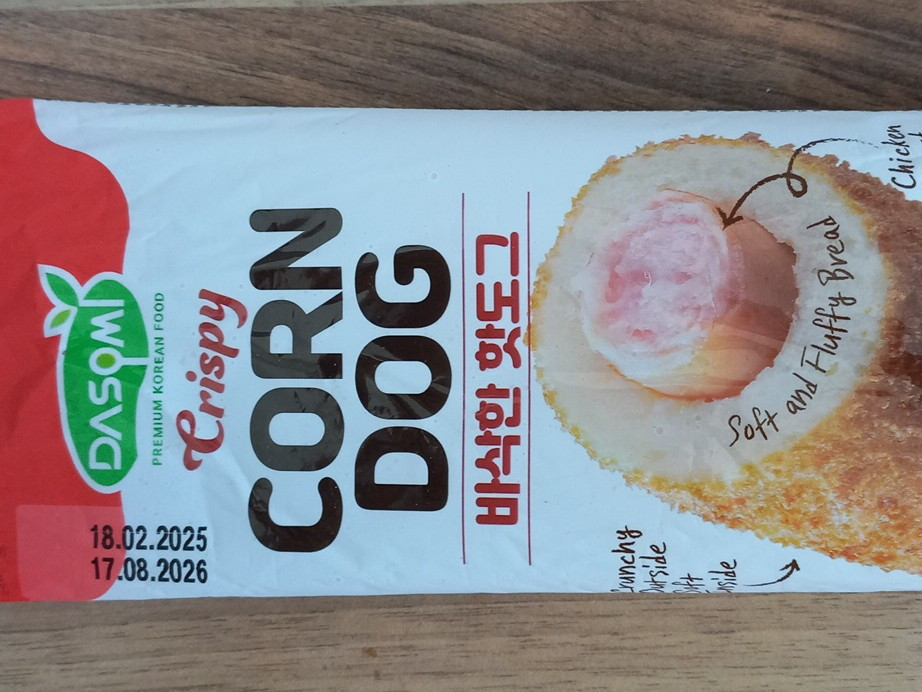 DASOMI
PREMIUM KOREAN FOOD
Crispy
CORN
DOG
바삭한 핫도그
18.02.2025
17.08.2026
Chicken
Soft and Fluffy Bread